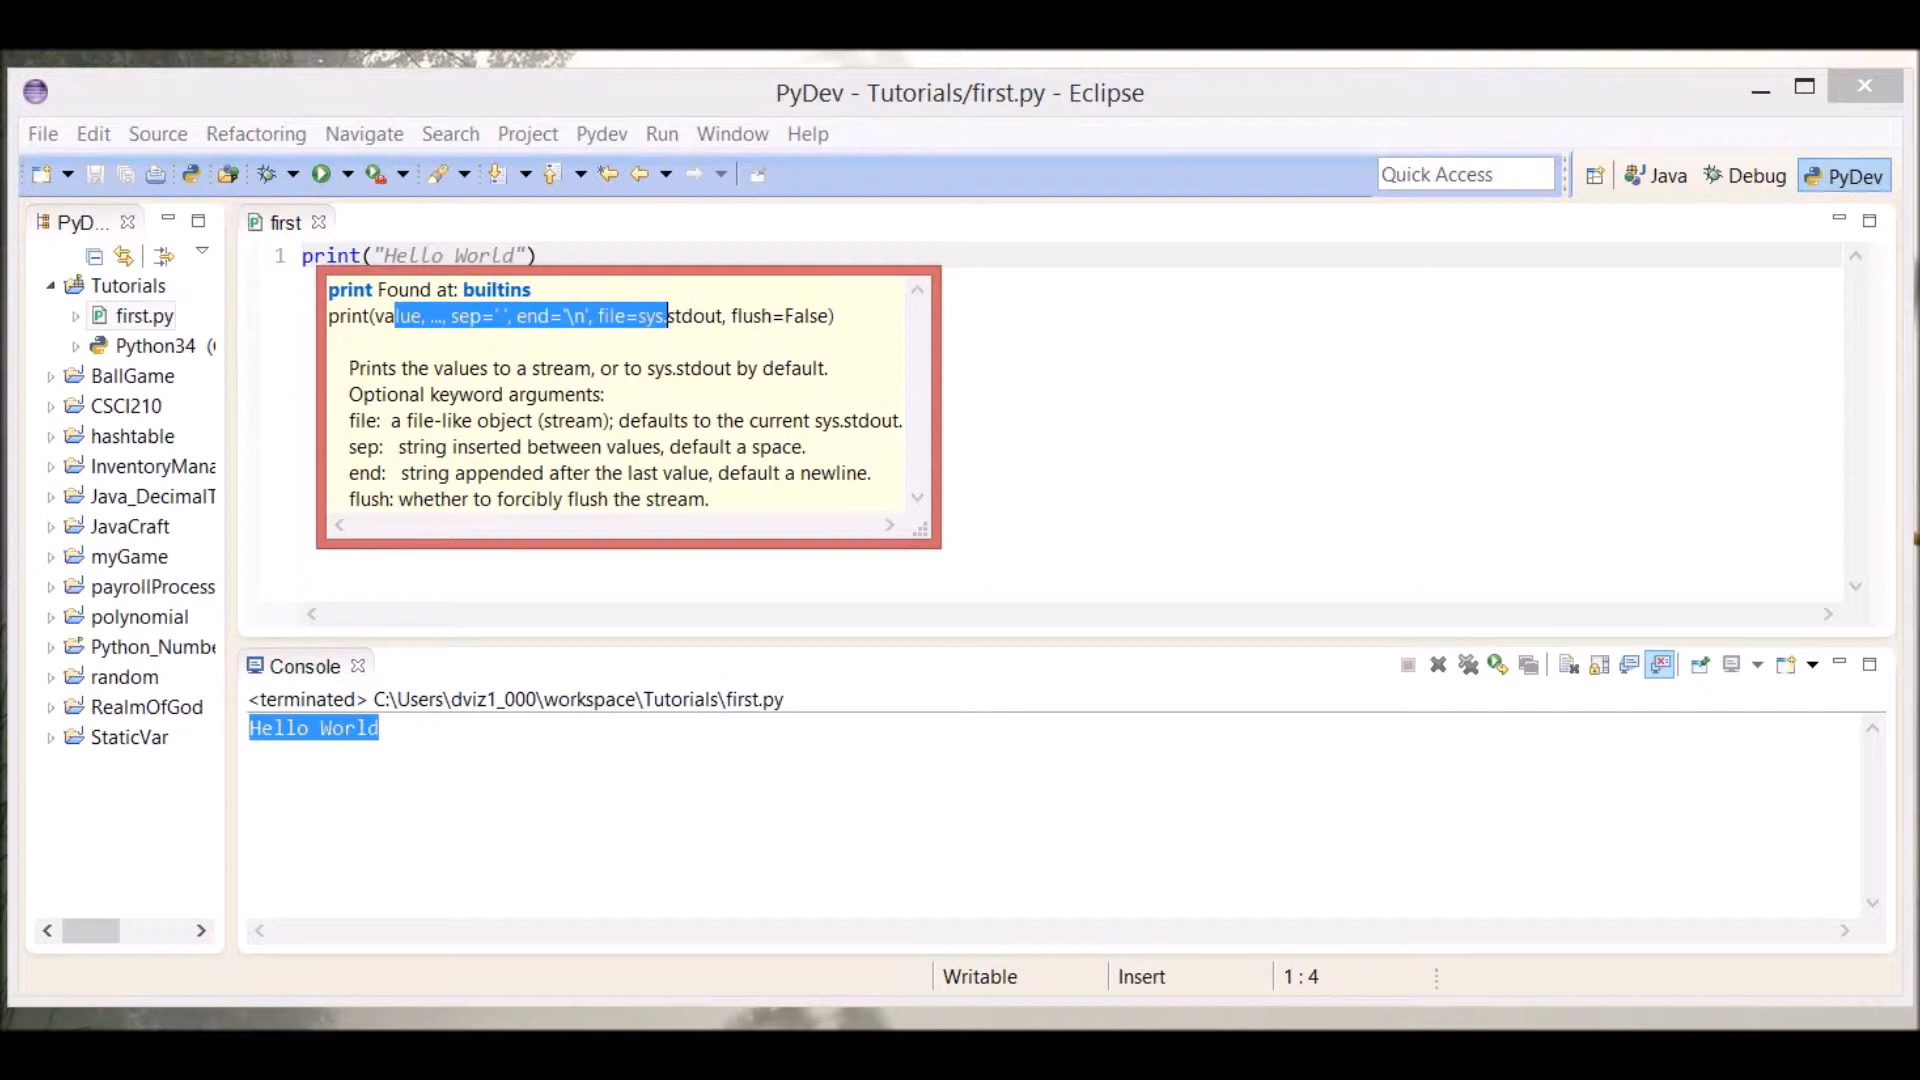 PyDev - Tutorials/first.py - Eclipse
File Edit Source Refactoring Navigate Search Project Pydev Run Window Help
Quick Access
Java
Debug
PyDev
PyD...
Tutorials
first.py
Python34 (
BallGame
CSCI210
hashtable
InventoryMana
Java_DecimalT
JavaCraft
myGame
payrollProcess
polynomial
Python_Numbe
random
RealmOfGod
StaticVar
first
1 print("Hello World")
print Found at: builtins
print(value, ..., sep=' ', end='\n', file=sys.stdout, flush=False)
Prints the values to a stream, or to sys.stdout by default.
Optional keyword arguments:
file: a file-like object (stream); defaults to the current sys.stdout.
sep: string inserted between values, default a space.
end: string appended after the last value, default a newline.
flush: whether to forcibly flush the stream.
Console
<terminated> C:\Users\dviz1_000\workspace\Tutorials\first.py
Hello World
Writable
Insert
1 : 4